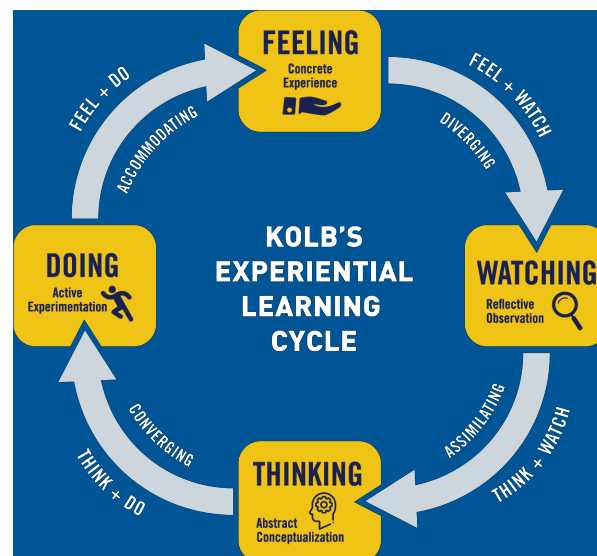 FEELING
Concrete
Experience
FEEL + WATCH
DIVERGING
WATCHING
Reflective
Observation
ASSIMILATING
THINK + WATCH
THINKING
Abstract
Conceptualization
CONVERGING
THINK + DO
DOING
Active
Experimentation
FEEL + DO
ACCOMMODATING
KOLB'S
EXPERIENTIAL
LEARNING
CYCLE